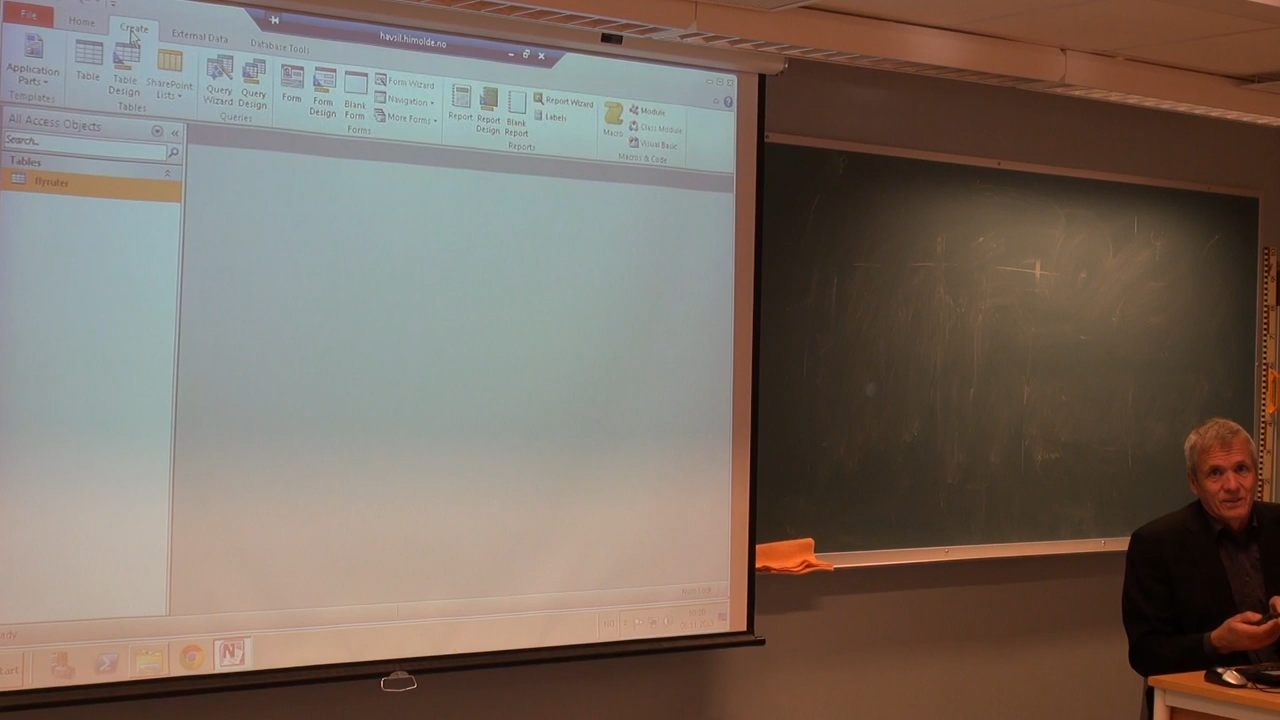 havsil.himolde.no
File Home Create External Data Database Tools
Application Parts
Table
Table Design
SharePoint Lists
Query Wizard
Query Design
Form
Form Design
Blank Form
Form Wizard
Navigation
More Forms
Report
Report Design
Blank Report
Report Wizard
Labels
Macro
Module
Class Module
Visual Basic
Templates Tables Queries Forms Reports Macros & Code
All Access Objects
Search...
Tables
flyruter
Num Lock
NO